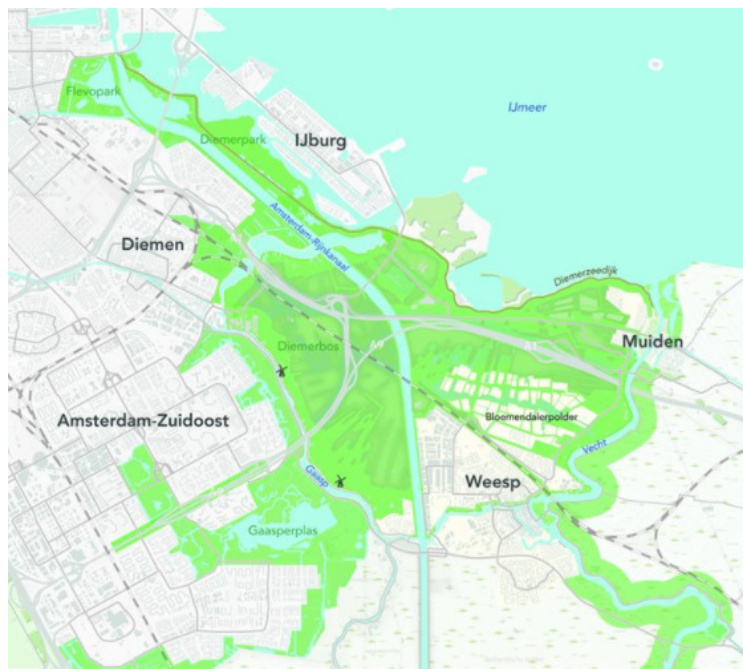 Flevopark
IJmeer
Diemerpark
IJburg
Amsterdam-Rijnkanaal
Diemen
Diemerzeedijk
Diemerbos
A9
A1
Muiden
Amsterdam-Zuidoost
Bloemendalerpolder
Vecht
Gaasp
Weesp
Gaasperplas